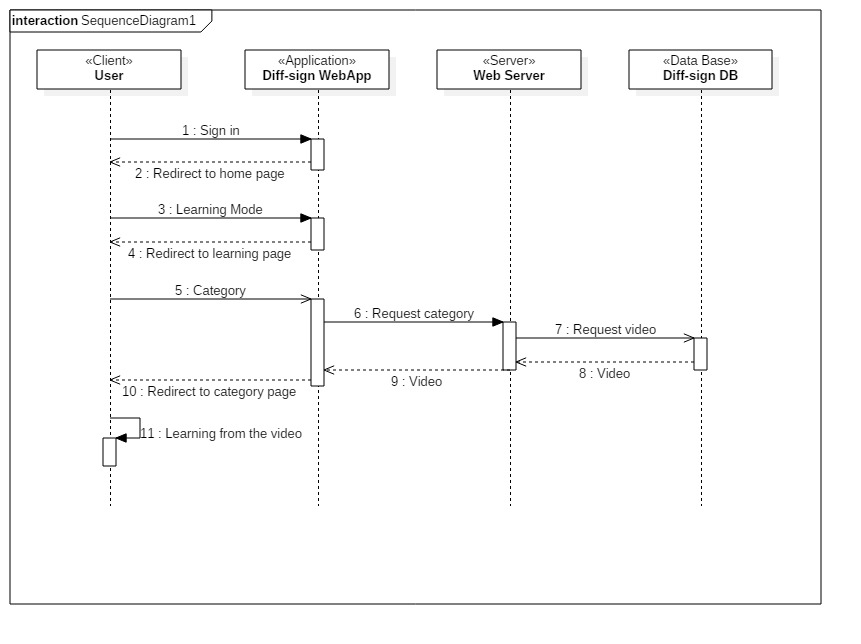 interaction SequenceDiagram1
«Client»
User
«Application»
Diff-sign WebApp
«Server»
Web Server
«Data Base»
Diff-sign DB
1 : Sign in
2 : Redirect to home page
3 : Learning Mode
4 : Redirect to learning page
5 : Category
6 : Request category
7 : Request video
8 : Video
9 : Video
10 : Redirect to category page
11 : Learning from the video